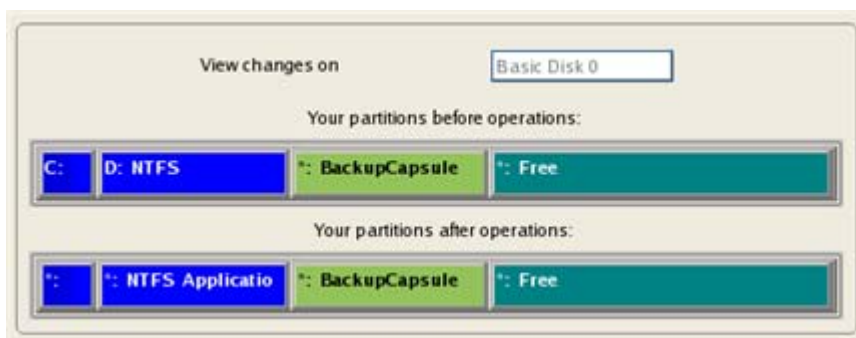 View changes on Basic Disk 0
Your partitions before operations:
C: D: NTFS *: BackupCapsule *: Free
Your partitions after operations:
*: *: NTFS Applicatio *: BackupCapsule *: Free